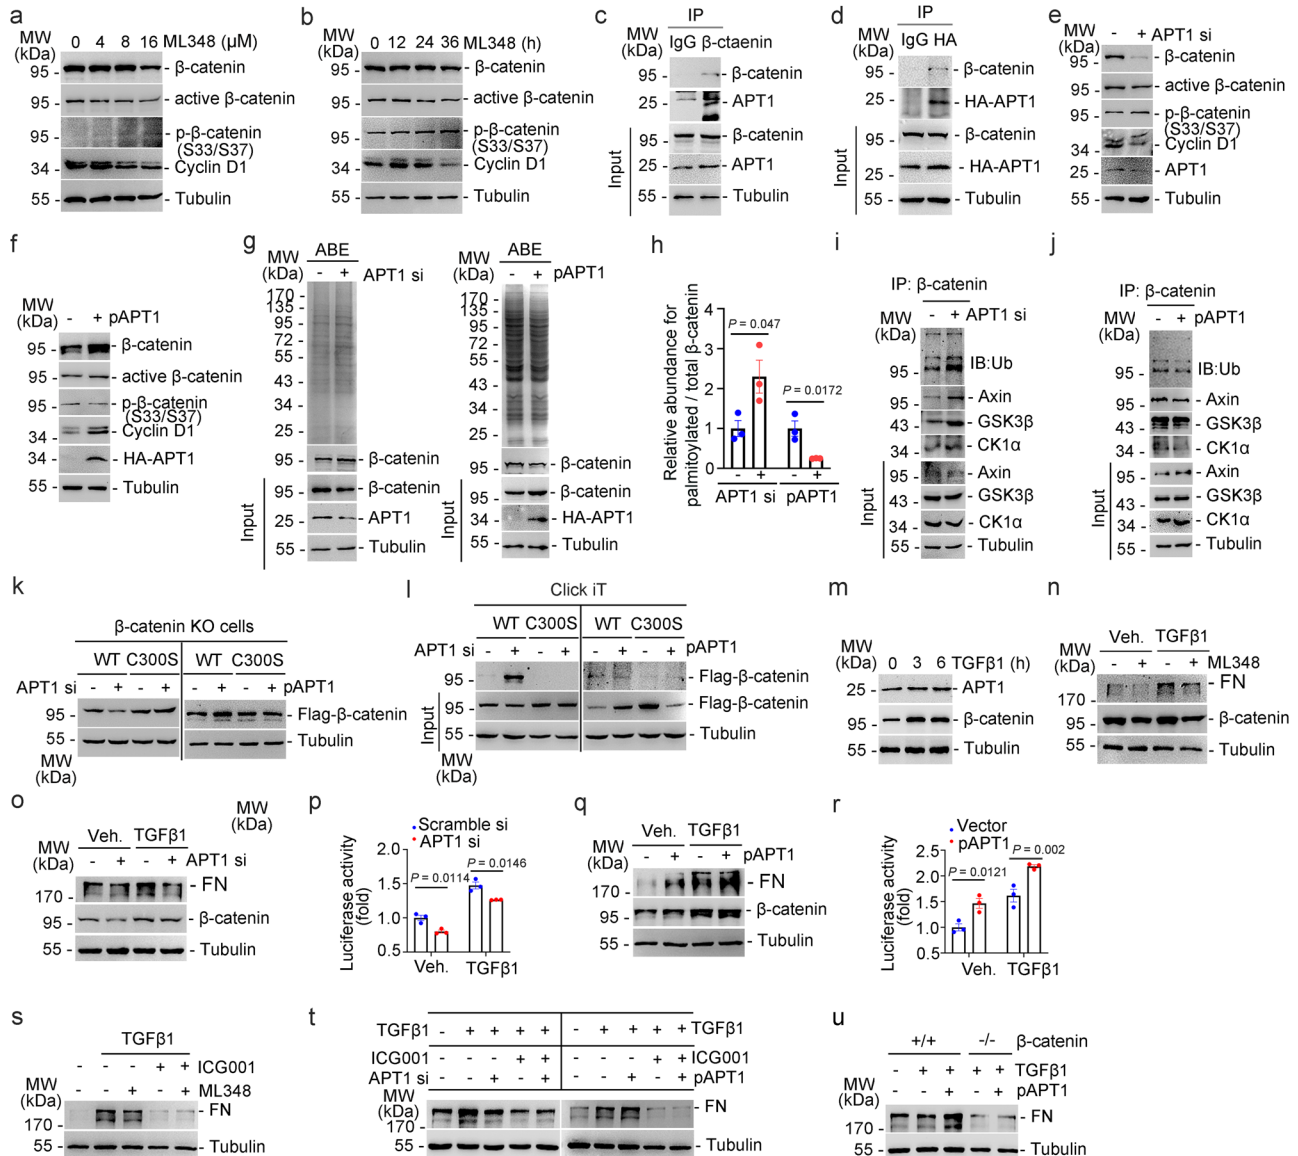 a
MW
(kDa)
0 4 8 16 ML348 (μM)
95 - - β-catenin
95 - - active β-catenin
95 - - p-β-catenin
(S33/S37)
34 - Cyclin D1
55 - - Tubulin
b
MW
(kDa)
0 12 24 36 ML348 (h)
95 - - β-catenin
95 - - active β-catenin
95 - - p-β-catenin
(S33/S37)
34 - Cyclin D1
55 - - Tubulin
c
IP
MW
(kDa)
IgG β-ctaenin
95 - - β-catenin
25 - - APT1
Input
95 - - β-catenin
25 - - APT1
55 - - Tubulin
d
IP
MW
(kDa)
IgG HA
95 - - β-catenin
25 - - HA-APT1
Input
95 - - β-catenin
25 - - HA-APT1
55 - - Tubulin
e
MW
(kDa)
- + APT1 si
95 - - β-catenin
95 - - active β-catenin
95 - - p-β-catenin
(S33/S37)
34 - Cyclin D1
25 - - APT1
55 - - Tubulin
f
MW
(kDa)
- + pAPT1
95 - - β-catenin
95 - - active β-catenin
95 - - p-β-catenin
(S33/S37)
34 - Cyclin D1
34 - - HA-APT1
55 - - Tubulin
g
MW
(kDa)
ABE
- + APT1 si
170 -
135 -
95 -
72 -
55 -
43 -
34 -
25 -
95 - - β-catenin
Input
95 - - β-catenin
25 - - APT1
55 - - Tubulin
MW
(kDa)
ABE
- + pAPT1
170 -
135 -
95 -
72 -
55 -
43 -
34 -
25 -
95 - - β-catenin
Input
95 - - β-catenin
34 - - HA-APT1
55 - - Tubulin
h
Relative abundance for
palmitoylated / total β-catenin
4
3
2
1
0
P = 0.047
P = 0.0172
- + - +
APT1 si pAPT1
i
IP: β-catenin
MW
(kDa)
- + APT1 si
95 - IB:Ub
95 - - Axin
43 - - GSK3β
34 - - CK1α
Input
95 - - Axin
43 - - GSK3β
34 - - CK1α
55 - - Tubulin
j
IP: β-catenin
MW
(kDa)
- + pAPT1
95 - IB:Ub
95 - - Axin
43 - - GSK3β
34 - - CK1α
Input
95 - - Axin
43 - - GSK3β
34 - - CK1α
55 - - Tubulin
k
β-catenin KO cells
WT C300S WT C300S
APT1 si - + - + - + - + pAPT1
95 - - Flag-β-catenin
55 - - Tubulin
MW
(kDa)
l
Click iT
WT C300S WT C300S
APT1 si - + - + - + - + pAPT1
95 - - Flag-β-catenin
Input
95 - - Flag-β-catenin
55 - - Tubulin
MW
(kDa)
m
MW
(kDa)
0 3 6 TGFβ1 (h)
25 - - APT1
95 - - β-catenin
55 - - Tubulin
n
Veh. TGFβ1
MW
(kDa)
- + - + ML348
170 - - FN
95 - - β-catenin
55 - - Tubulin
o
MW
(kDa)
Veh. TGFβ1
MW
(kDa)
- + - + APT1 si
170 - - FN
95 - - β-catenin
55 - - Tubulin
p
Scramble si
APT1 si
Luciferase activity
(fold)
2.0
1.5
1.0
0.5
P = 0.0114
P = 0.0146
Veh. TGFβ1
q
Veh. TGFβ1
MW
(kDa)
- + - + pAPT1
170 - - FN
95 - - β-catenin
55 - - Tubulin
r
Vector
pAPT1
Luciferase activity
(fold)
2.5
2.0
1.5
1.0
0.5
P = 0.0121
P = 0.002
Veh. TGFβ1
s
TGFβ1
- - - + + ICG001
- - + - + ML348
MW
(kDa)
170 - - FN
55 - - Tubulin
t
TGFβ1 - + + + + - + + + + TGFβ1
ICG001 - - - + + - - - + + ICG001
APT1 si - - + - + - - + - + pAPT1
MW
(kDa)
170 - - FN
55 - - Tubulin
u
+/+ -/- β-catenin
- + + + + TGFβ1
- - + - + pAPT1
MW
(kDa)
170 - - FN
55 - - Tubulin